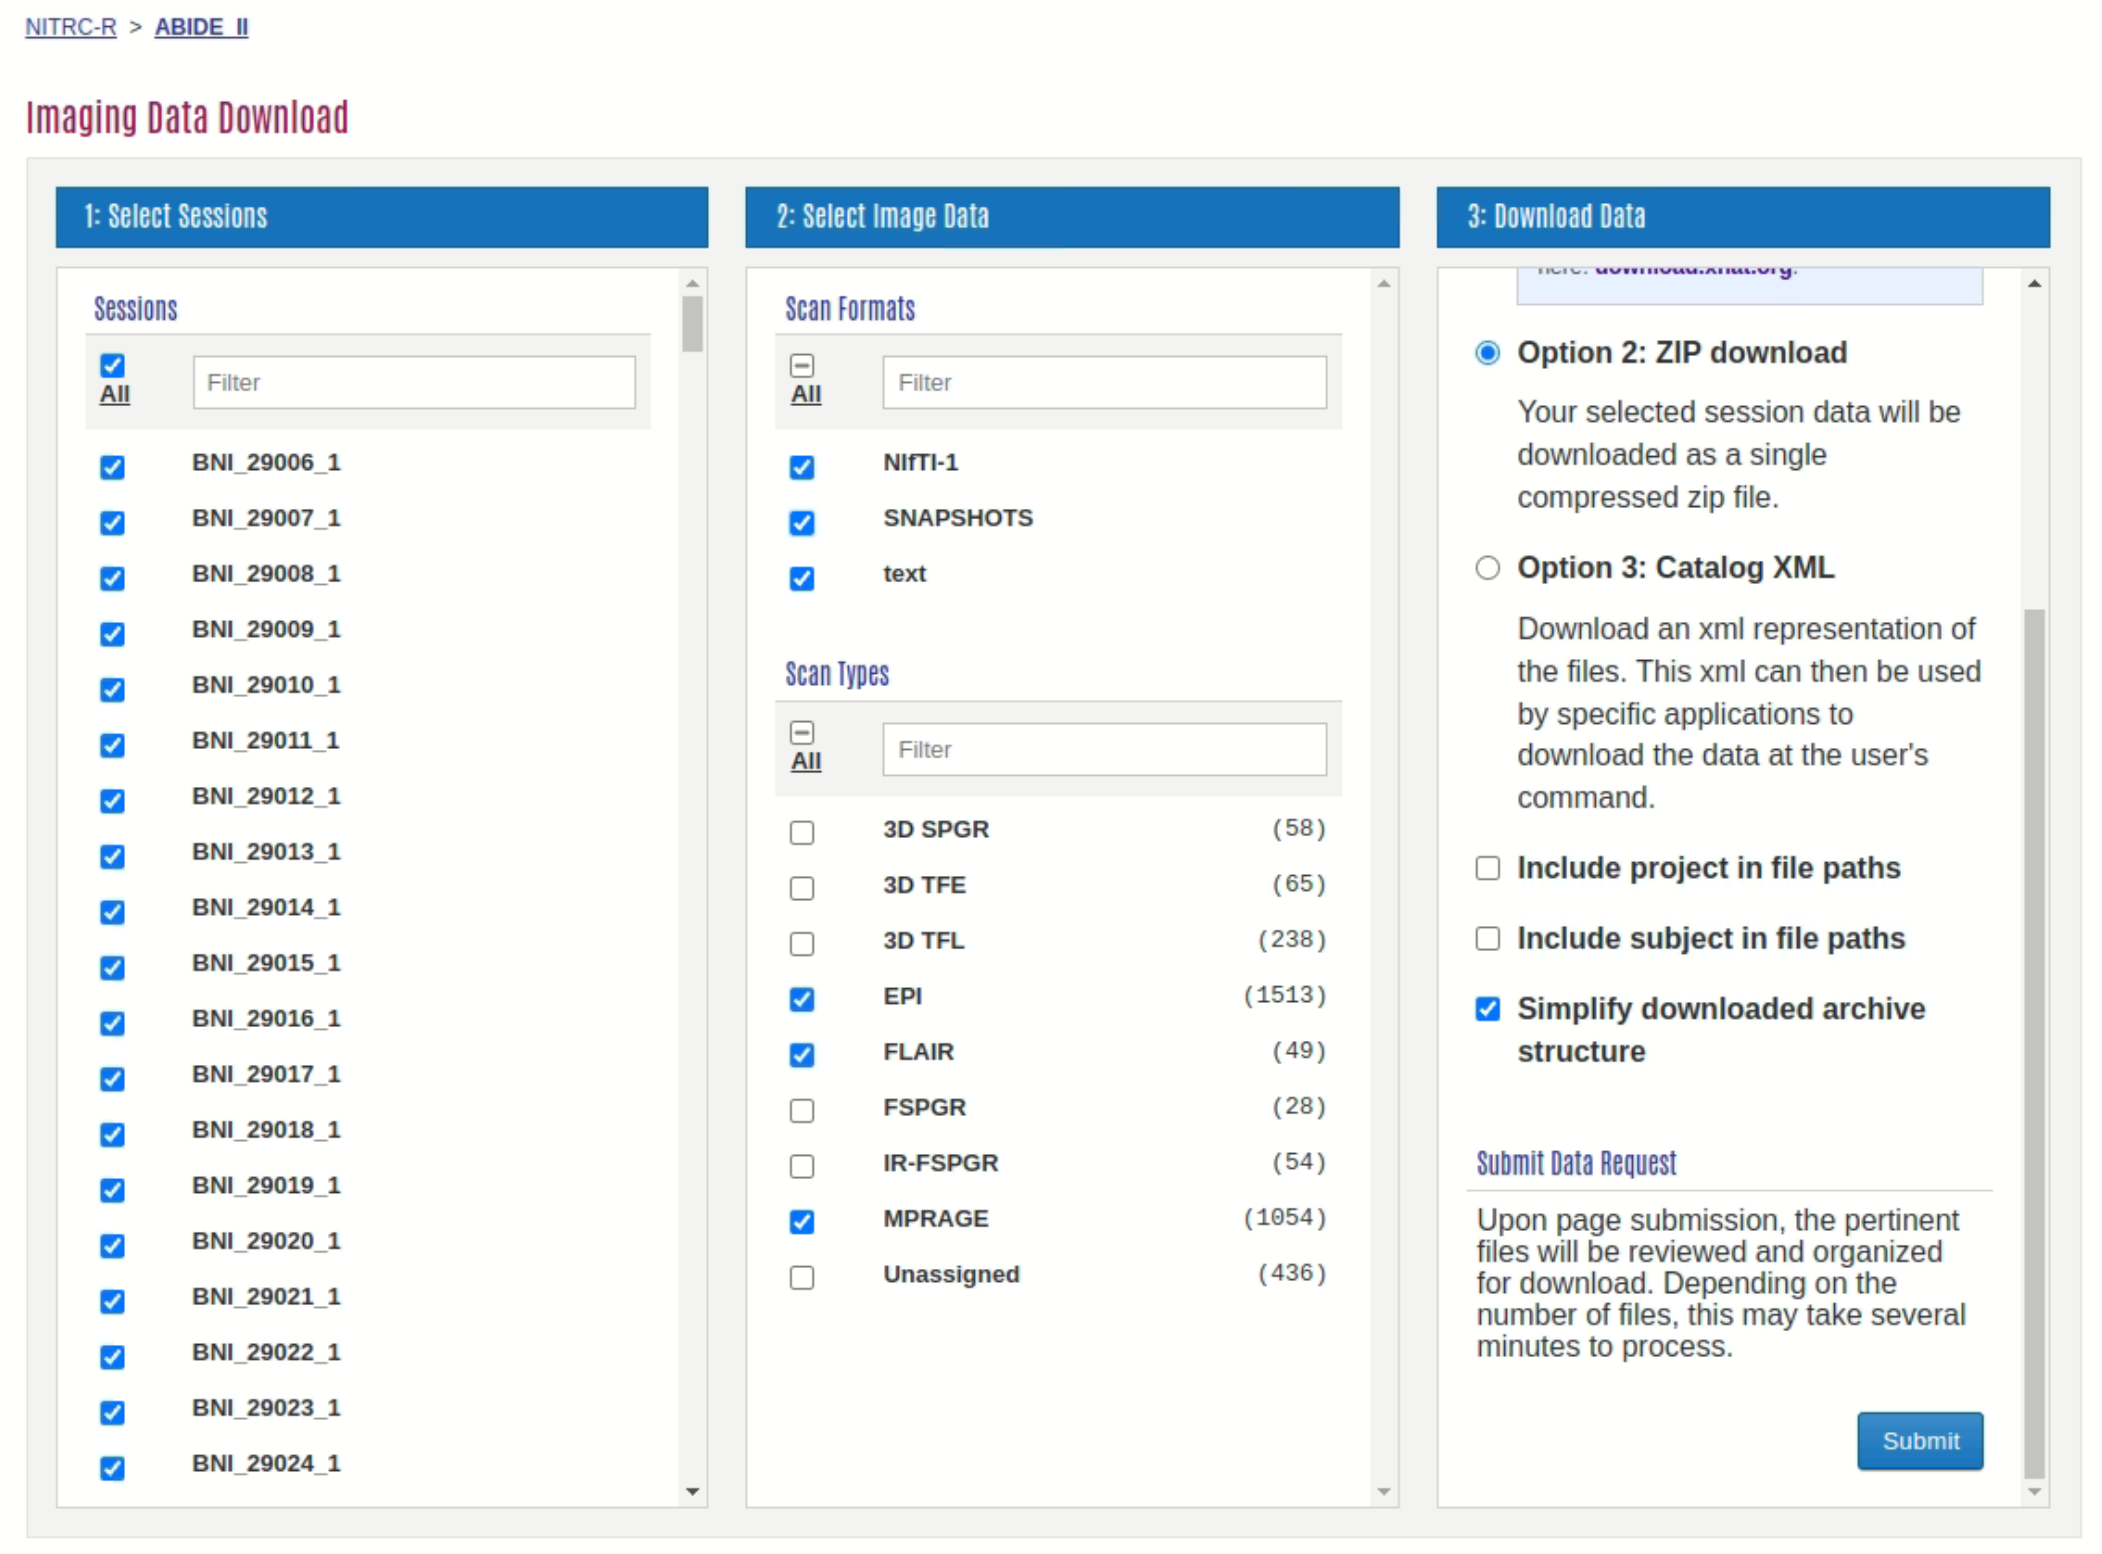 NITRC-R > ABIDE_II
Imaging Data Download
1: Select Sessions
Sessions
All
Filter
BNI_29006_1
BNI_29007_1
BNI_29008_1
BNI_29009_1
BNI_29010_1
BNI_29011_1
BNI_29012_1
BNI_29013_1
BNI_29014_1
BNI_29015_1
BNI_29016_1
BNI_29017_1
BNI_29018_1
BNI_29019_1
BNI_29020_1
BNI_29021_1
BNI_29022_1
BNI_29023_1
BNI_29024_1
2: Select Image Data
Scan Formats
All
Filter
NIfTI-1
SNAPSHOTS
text
Scan Types
All
Filter
3D SPGR (58)
3D TFE (65)
3D TFL (238)
EPI (1513)
FLAIR (49)
FSPGR (28)
IR-FSPGR (54)
MPRAGE (1054)
Unassigned (436)
3: Download Data
here: download.xnat.org.
Option 2: ZIP download
Your selected session data will be
downloaded as a single
compressed zip file.
Option 3: Catalog XML
Download an xml representation of
the files. This xml can then be used
by specific applications to
download the data at the user's
command.
Include project in file paths
Include subject in file paths
Simplify downloaded archive
structure
Submit Data Request
Upon page submission, the pertinent
files will be reviewed and organized
for download. Depending on the
number of files, this may take several
minutes to process.
Submit